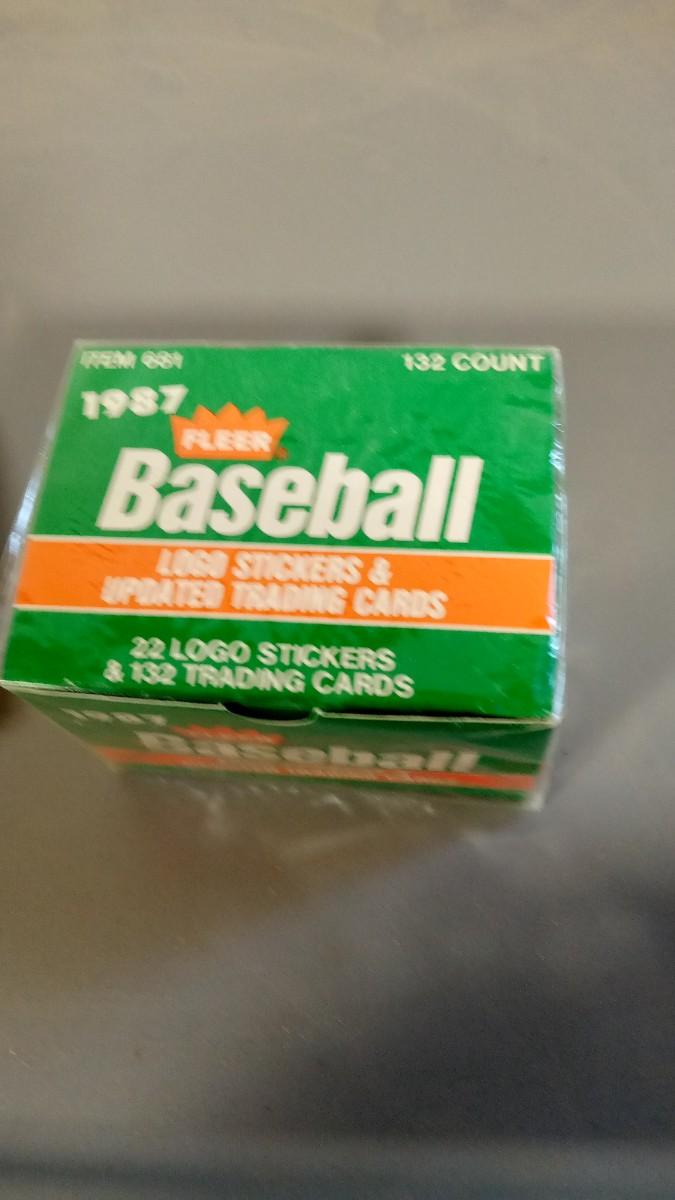 ITEM 681
132 COUNT
1987
FLEER
Baseball
LOGO STICKERS &
UPDATED TRADING CARDS
22 LOGO STICKERS
& 132 TRADING CARDS
1987
Baseball